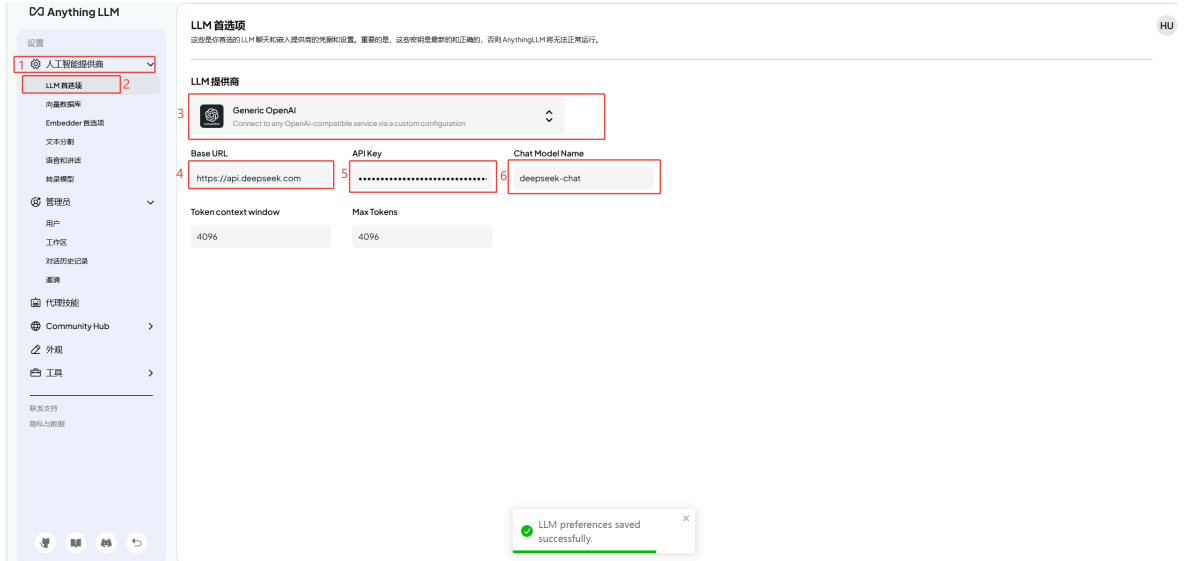 Anything LLM
设置
1 人工智能提供商
LLM 首选项 2
向量数据库
Embedder 首选项
文本分割
语音和讲话
转录模型
管理员
用户
工作区
对话历史记录
邀请
代理技能
Community Hub
外观
工具
联系支持
隐私与数据
LLM 首选项
这些是你首选的 LLM 聊天和嵌入提供商的凭据和设置。重要的是，这些密钥是最新的和正确的，否则 AnythingLLM 将无法正常运行。
HU
LLM 提供商
3 Generic OpenAI
Connect to any OpenAi-compatible service via a custom configuration
Base URL API Key Chat Model Name
4 https://api.deepseek.com 5 •••••••••••••••••••••••••••••• 6 deepseek-chat
Token context window Max Tokens
4096 4096
LLM preferences saved
successfully.